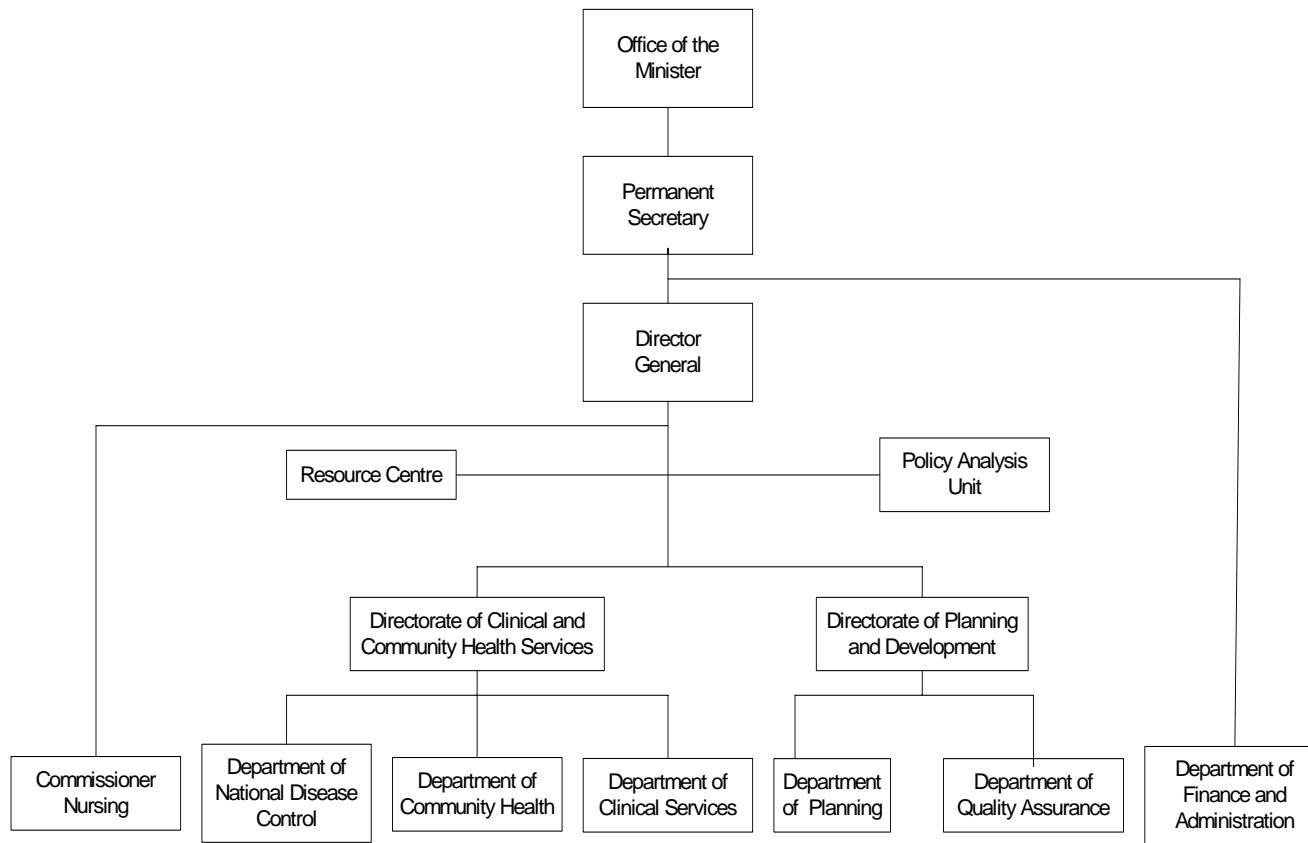 Office of the
Minister
Permanent
Secretary
Director
General
Resource Centre
Policy Analysis
Unit
Directorate of Clinical and
Community Health Services
Directorate of Planning
and Development
Commissioner
Nursing
Department of
National Disease
Control
Department of
Community Health
Department of
Clinical Services
Department
of Planning
Department of
Quality Assurance
Department of
Finance and
Administration